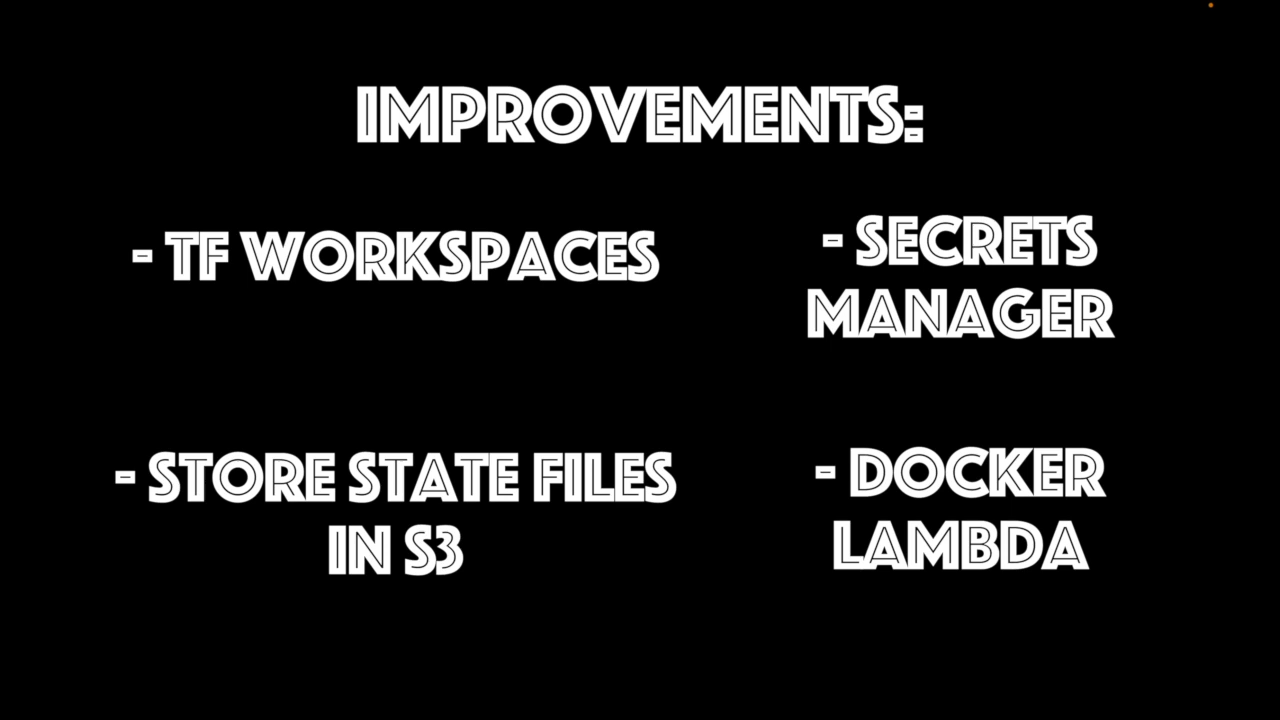 IMPROVEMENTS:
- TF WORKSPACES
- SECRETS
MANAGER
- STORE STATE FILES
IN S3
- DOCKER
LAMBDA